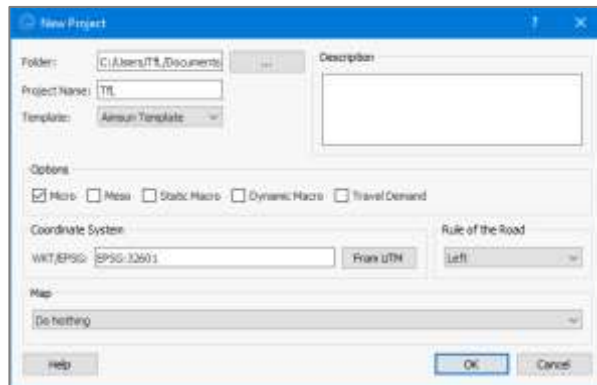 New Project
Folder: C:/Users/TfL/Documents ...
Project Name: TfL
Template: Aimsun Template
Description
Options
Micro Meso Static Macro Dynamic Macro Travel Demand
Coordinate System
WKT/EPSG: EPSG:32601 From UTM
Rule of the Road
Left
Map
Do Nothing
Help OK Cancel